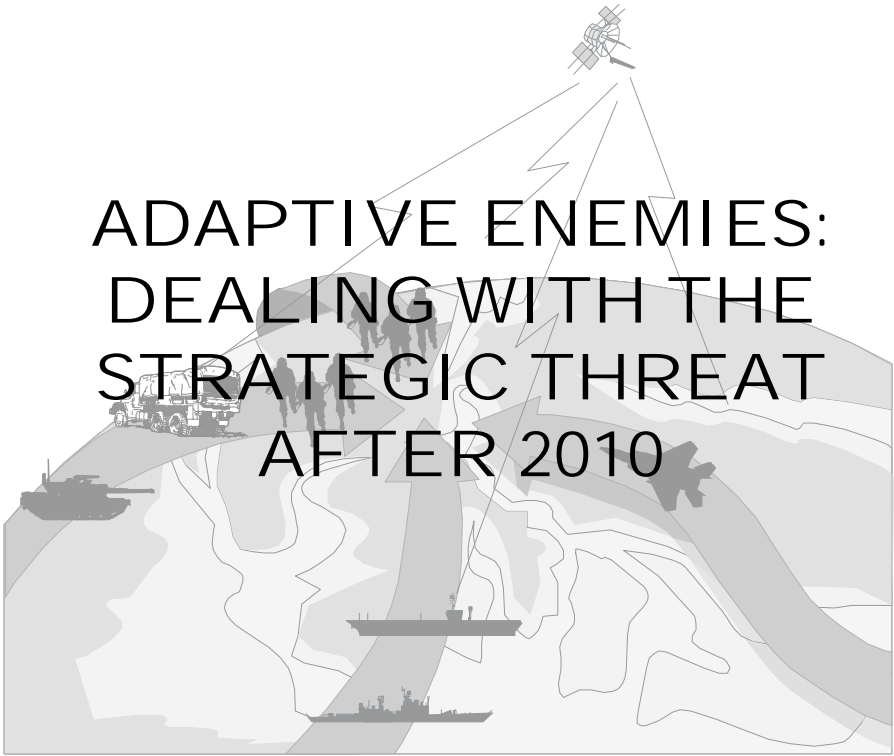 ADAPTIVE ENEMIES:
DEALING WITH THE
STRATEGIC THREAT
AFTER 2010